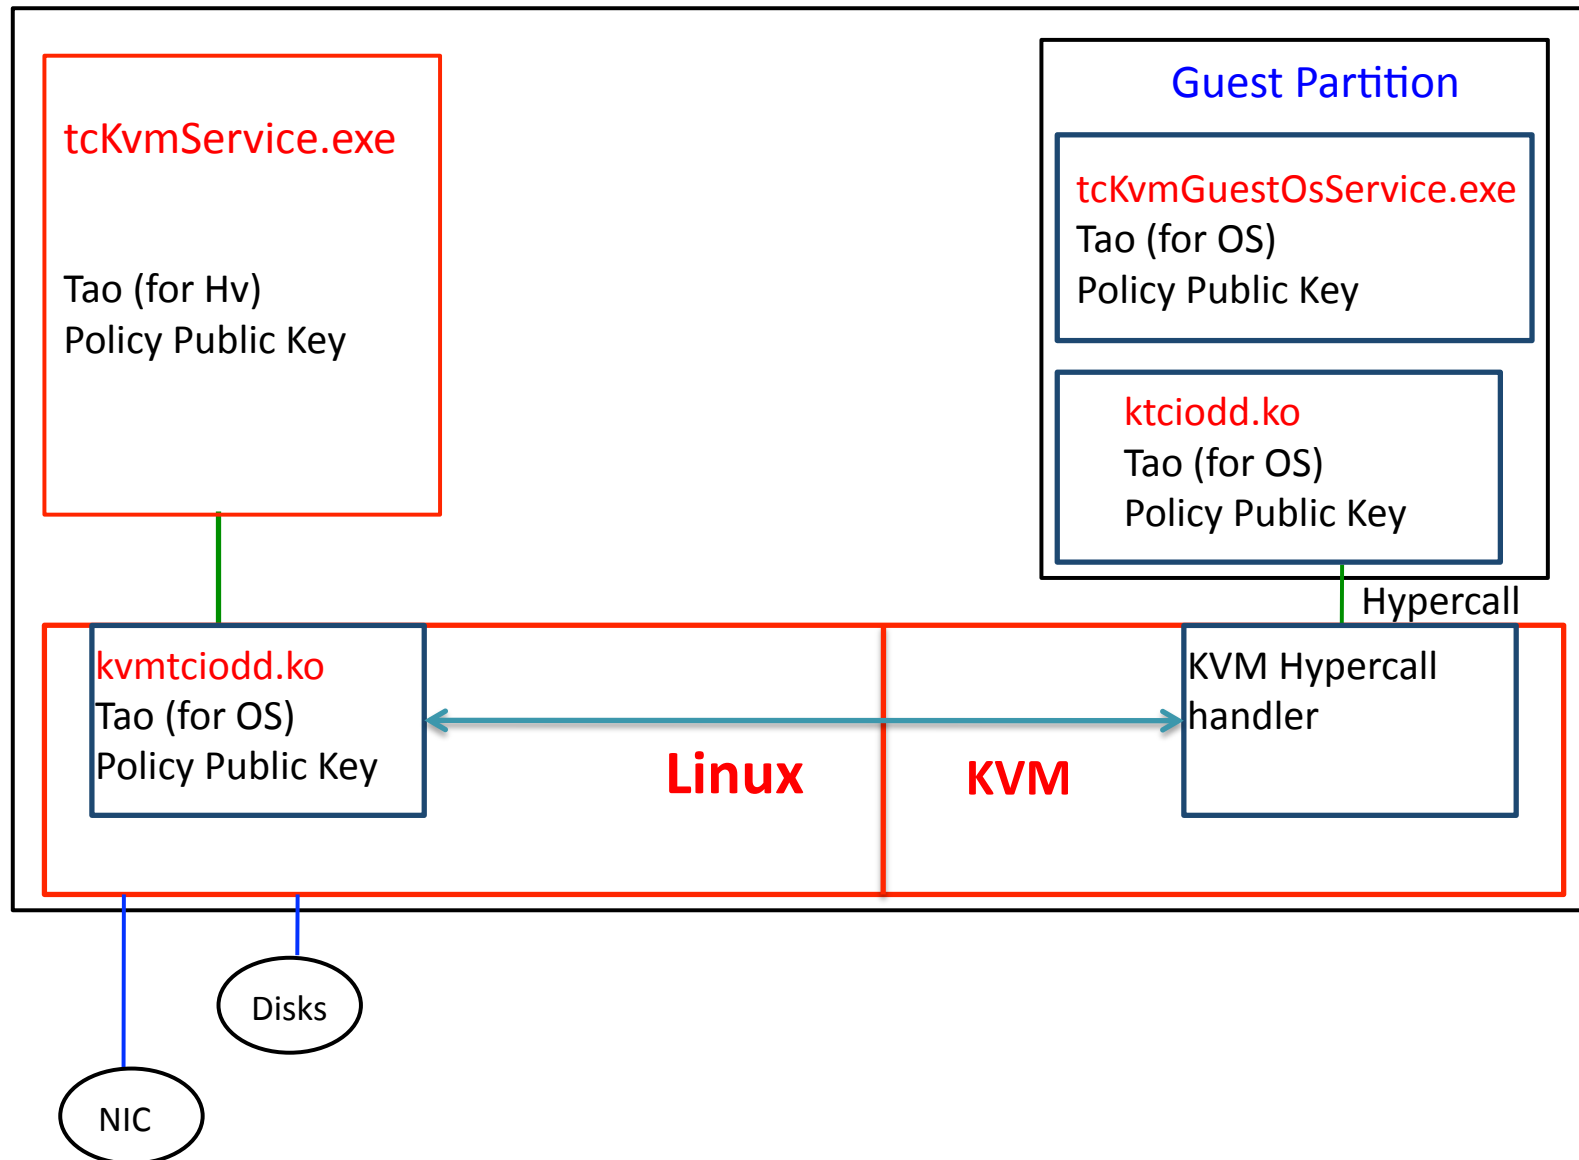 tcKvmService.exe
Tao (for Hv)
Policy Public Key
Guest Partition
tcKvmGuestOsService.exe
Tao (for OS)
Policy Public Key
ktciodd.ko
Tao (for OS)
Policy Public Key
Hypercall
kvmtciodd.ko
Tao (for OS)
Policy Public Key
Linux
KVM
KVM Hypercall
handler
Disks
NIC